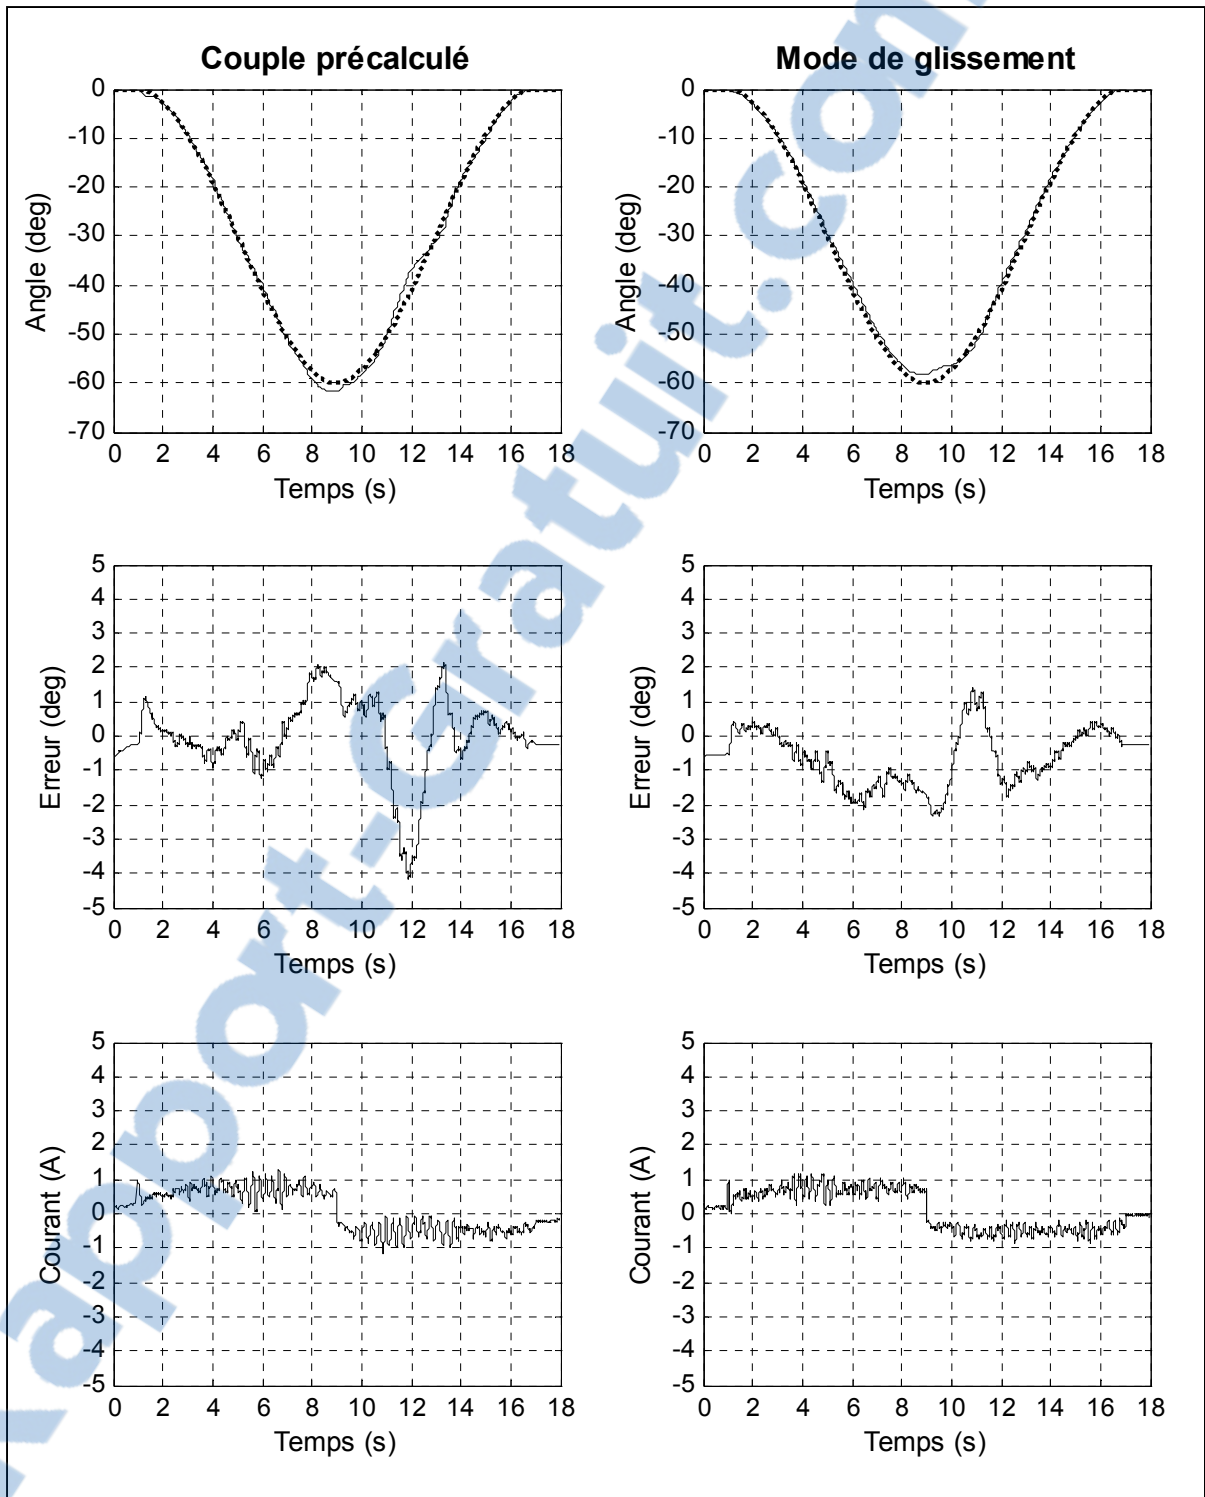 Couple précalculé
Mode de glissement
0
-10
-20
-30
-40
-50
-60
-70
Angle (deg)
0 2 4 6 8 10 12 14 16 18
Temps (s)
0
-10
-20
-30
-40
-50
-60
-70
Angle (deg)
0 2 4 6 8 10 12 14 16 18
Temps (s)
5
4
3
2
1
0
-1
-2
-3
-4
-5
Erreur (deg)
0 2 4 6 8 10 12 14 16 18
Temps (s)
5
4
3
2
1
0
-1
-2
-3
-4
-5
Erreur (deg)
0 2 4 6 8 10 12 14 16 18
Temps (s)
5
4
3
2
1
0
-1
-2
-3
-4
-5
Courant (A)
0 2 4 6 8 10 12 14 16 18
Temps (s)
5
4
3
2
1
0
-1
-2
-3
-4
-5
Courant (A)
0 2 4 6 8 10 12 14 16 18
Temps (s)
Rapport-Gratuit.com